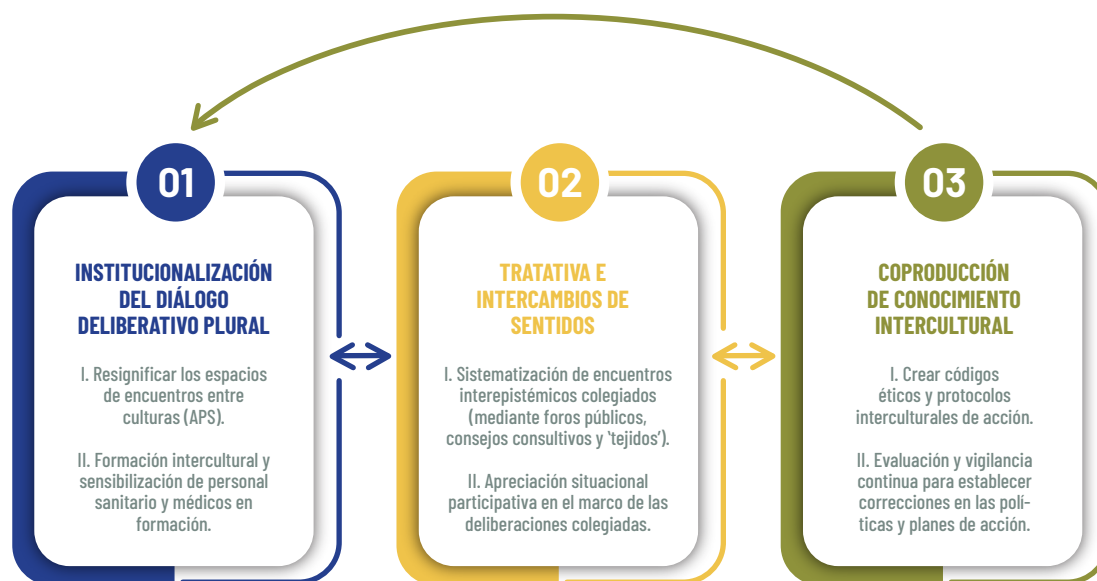 01
INSTITUCIONALIZACIÓN
DEL DIÁLOGO
DELIBERATIVO PLURAL
I. Resignificar los espacios
de encuentros entre
culturas (APS).
II. Formación intercultural y
sensibilización de personal
sanitario y médicos en
formación.
02
TRATATIVA E
INTERCAMBIOS DE
SENTIDOS
I. Sistematización de encuentros
interepistémicos colegiados
(mediante foros públicos,
consejos consultivos y ‘tejidos’).
II. Apreciación situacional
participativa en el marco de las
deliberaciones colegiadas.
03
COPRODUCCIÓN
DE CONOCIMIENTO
INTERCULTURAL
I. Crear códigos
éticos y protocolos
interculturales de acción.
II. Evaluación y vigilancia
continua para establecer
correcciones en las polí-
ticas y planes de acción.